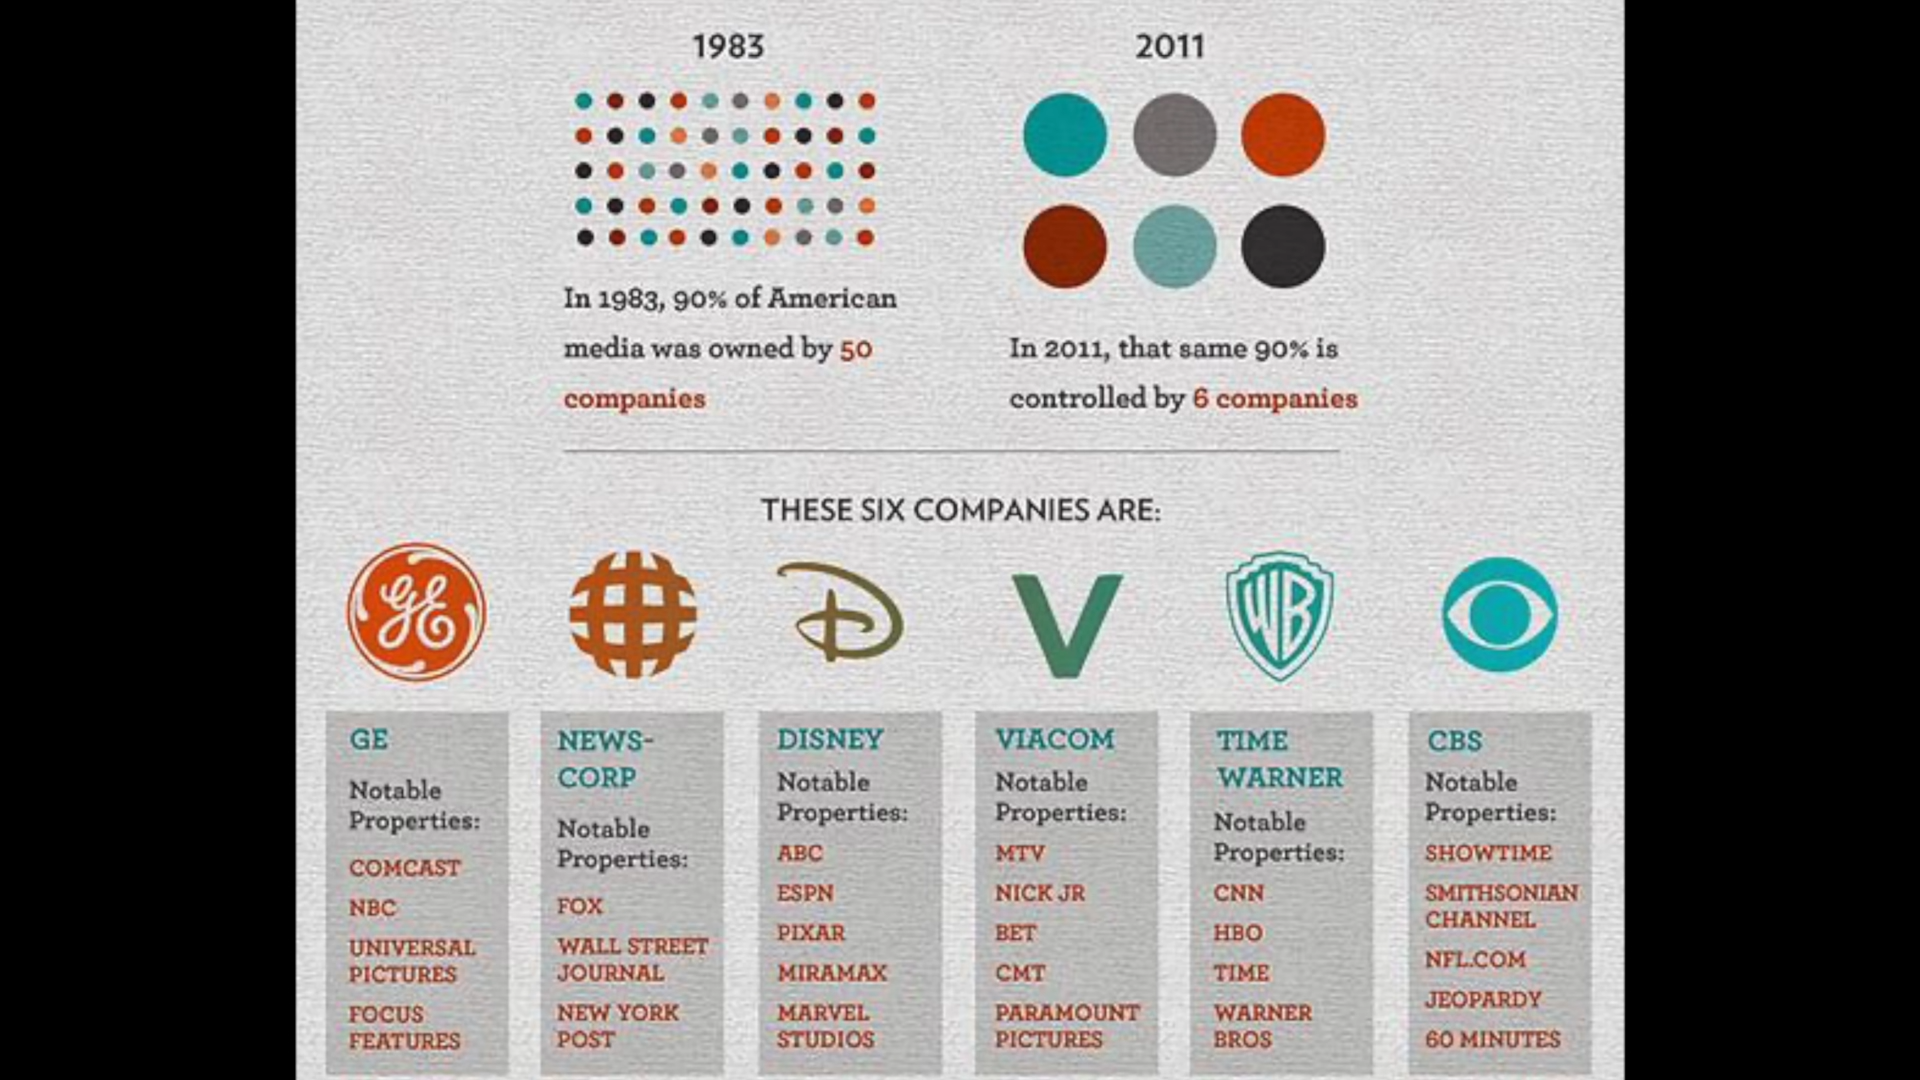 1983
2011
In 1983, 90% of American
media was owned by 50
companies
In 2011, that same 90% is
controlled by 6 companies
THESE SIX COMPANIES ARE:
GE
V
WB
GE
Notable
Properties:
COMCAST
NBC
UNIVERSAL
PICTURES
FOCUS
FEATURES
NEWS-
CORP
Notable
Properties:
FOX
WALL STREET
JOURNAL
NEW YORK
POST
DISNEY
Notable
Properties:
ABC
ESPN
PIXAR
MIRAMAX
MARVEL
STUDIOS
VIACOM
Notable
Properties:
MTV
NICK JR
BET
CMT
PARAMOUNT
PICTURES
TIME
WARNER
Notable
Properties:
CNN
HBO
TIME
WARNER
BROS
CBS
Notable
Properties:
SHOWTIME
SMITHSONIAN
CHANNEL
NFL.COM
JEOPARDY
60 MINUTES